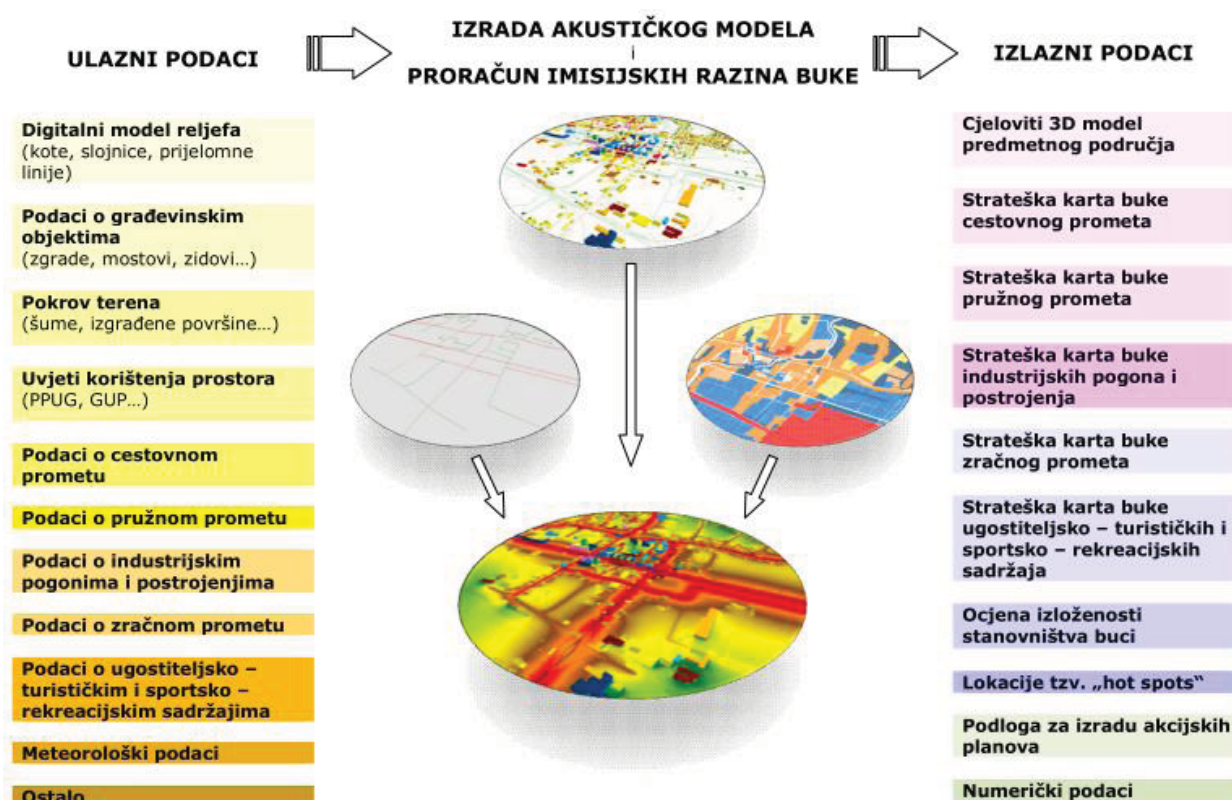 ULAZNI PODACI
IZRADA AKUSTIČKOG MODELA
i
PRORAČUN IMISIJSKIH RAZINA BUKE
IZLAZNI PODACI
Digitalni model reljefa
(kote, slojnice, prijelomne
linije)
Podaci o građevinskim
objektima
(zgrade, mostovi, zidovi...)
Pokrov terena
(šume, izgrađene površine...)
Uvjeti korištenja prostora
(PPUG, GUP...)
Podaci o cestovnom
prometu
Podaci o pružnom prometu
Podaci o industrijskim
pogonima i postrojenjima
Podaci o zračnom prometu
Podaci o ugostiteljsko –
turističkim i sportsko –
rekreacijskim sadržajima
Meteorološki podaci
Ostalo
Cjeloviti 3D model
predmetnog područja
Strateška karta buke
cestovnog prometa
Strateška karta buke
pružnog prometa
Strateška karta buke
industrijskih pogona i
postrojenja
Strateška karta buke
zračnog prometa
Strateška karta buke
ugostiteljsko – turističkih i
sportsko – rekreacijskih
sadržaja
Ocjena izloženosti
stanovništva buci
Lokacije tzv. „hot spots“
Podloga za izradu akcijskih
planova
Numerički podaci